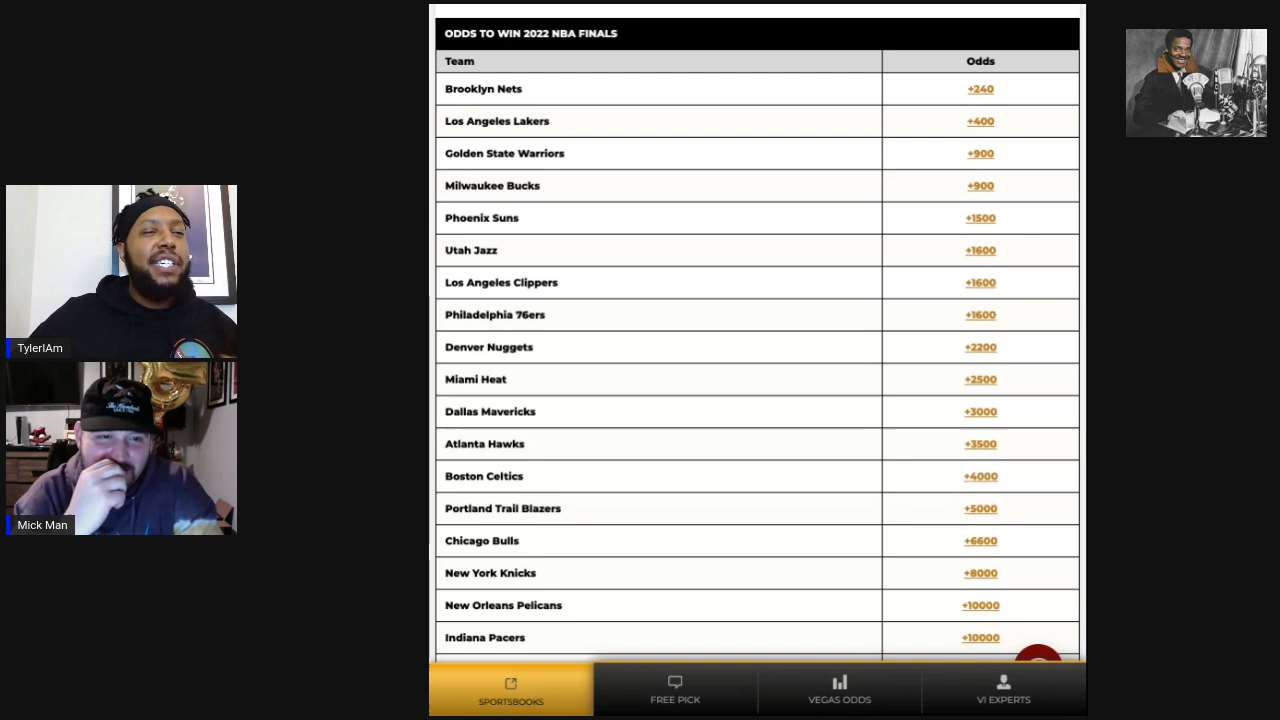 ODDS TO WIN 2022 NBA FINALS
Team Odds
Brooklyn Nets +240
Los Angeles Lakers +400
Golden State Warriors +900
Milwaukee Bucks +900
Phoenix Suns +1500
Utah Jazz +1600
Los Angeles Clippers +1600
Philadelphia 76ers +1600
Denver Nuggets +2200
Miami Heat +2500
Dallas Mavericks +3000
Atlanta Hawks +3500
Boston Celtics +4000
Portland Trail Blazers +5000
Chicago Bulls +6600
New York Knicks +8000
New Orleans Pelicans +10000
Indiana Pacers +10000
SPORTSBOOKS FREE PICK VEGAS ODDS VI EXPERTS
TylerIAm
Mick Man